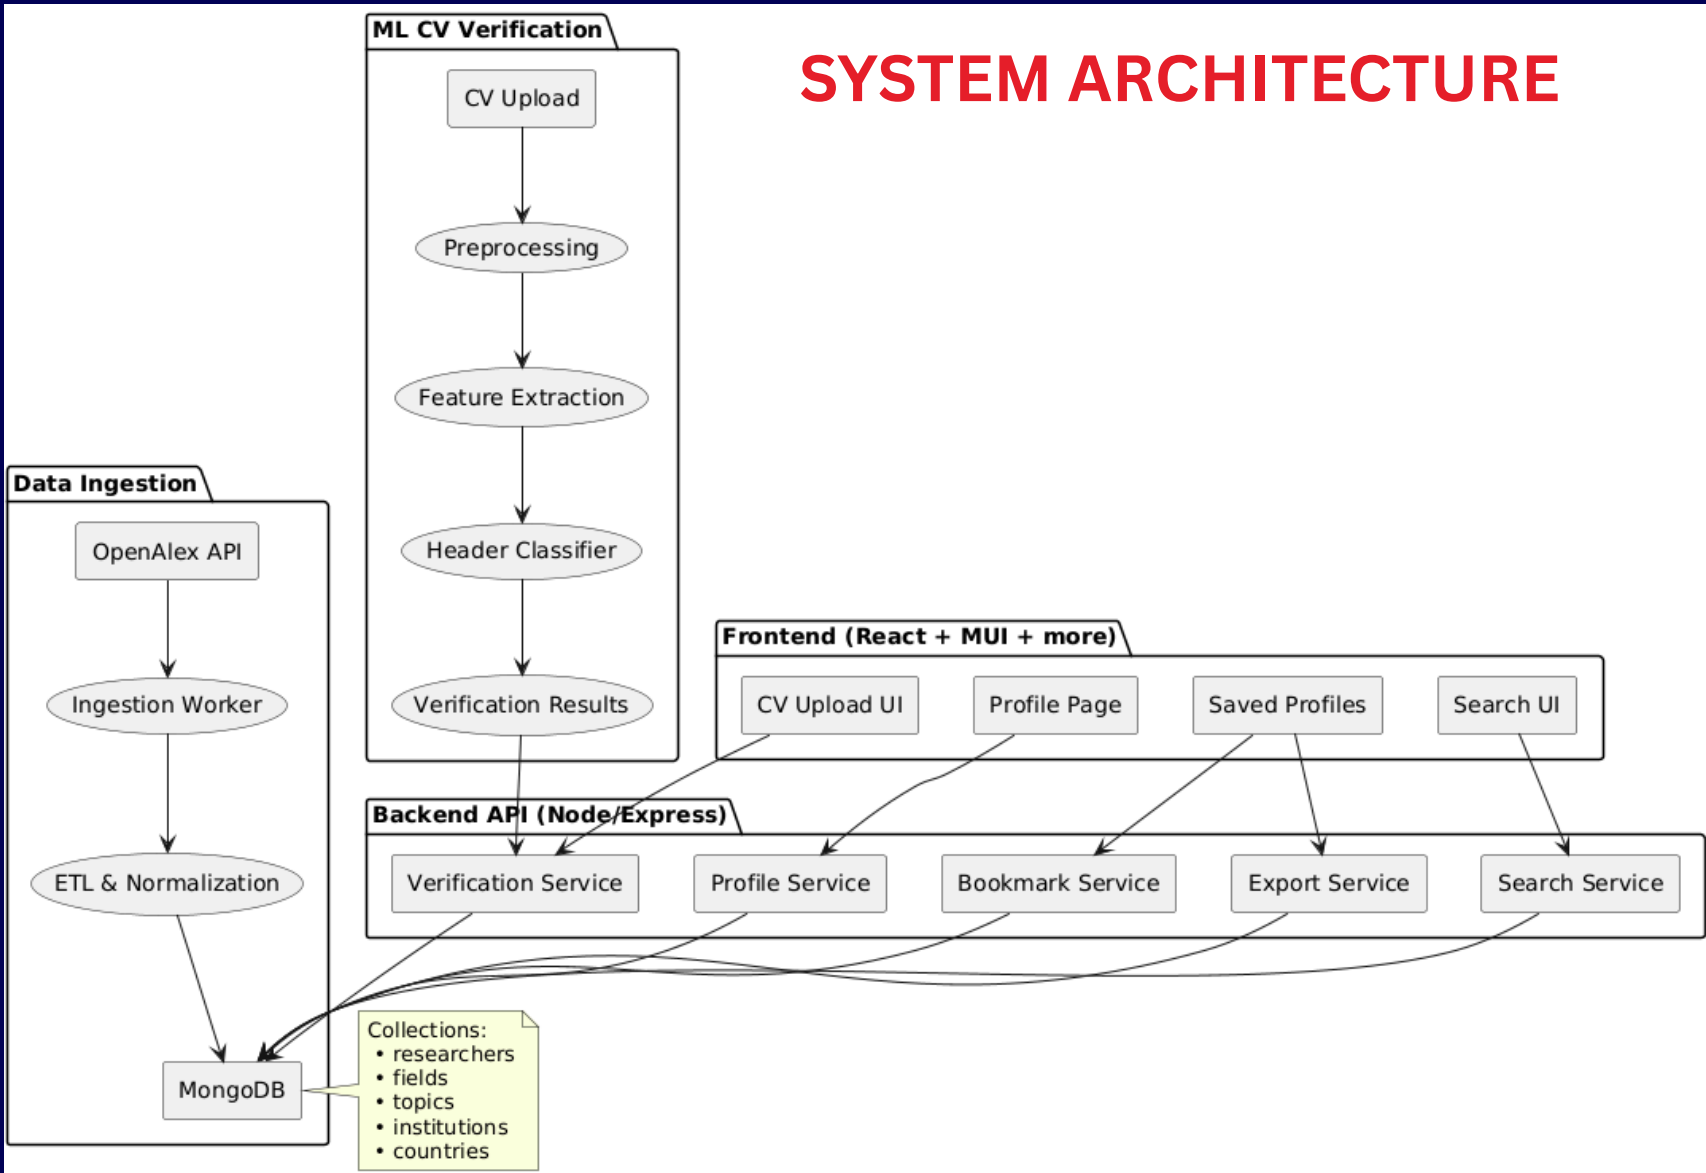 SYSTEM ARCHITECTURE
ML CV Verification
CV Upload
Preprocessing
Feature Extraction
Header Classifier
Verification Results
Data Ingestion
OpenAlex API
Ingestion Worker
ETL & Normalization
MongoDB
Collections:
• researchers
• fields
• topics
• institutions
• countries
Frontend (React + MUI + more)
CV Upload UI
Profile Page
Saved Profiles
Search UI
Backend API (Node/Express)
Verification Service
Profile Service
Bookmark Service
Export Service
Search Service